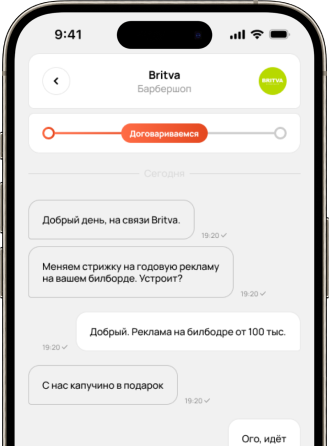 9:41
Britva
Барбершоп
BRITVA
Договариваемся
Сегодня
Добрый день, на связи Britva.
19:20
Меняем стрижку на годовую рекламу
на вашем билборде. Устроит?
19:20
Добрый. Реклама на билбодре от 100 тыс.
19:20
С нас капучино в подарок
19:20
Ого, идёт